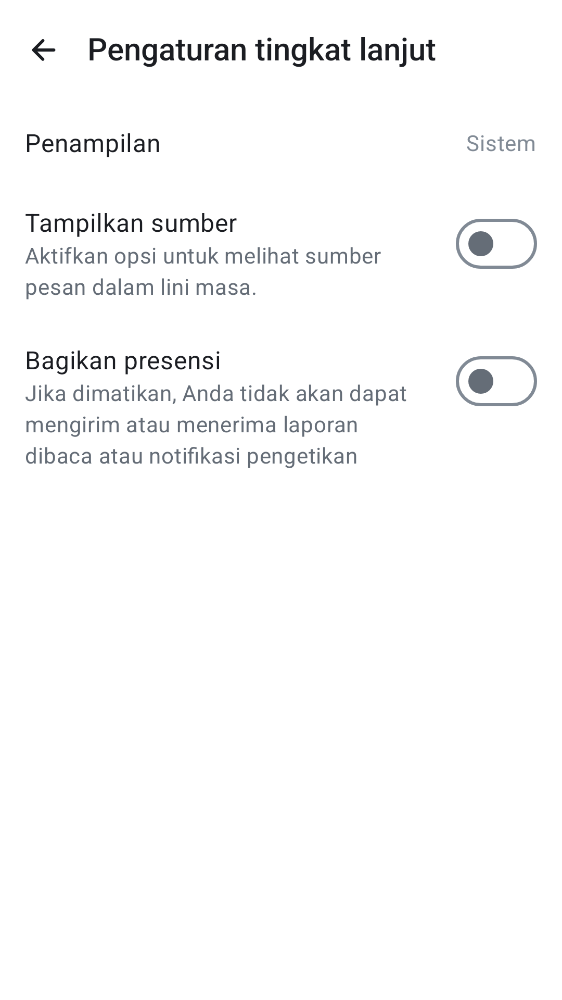 Pengaturan tingkat lanjut
Penampilan
Sistem
Tampilkan sumber
Aktifkan opsi untuk melihat sumber
pesan dalam lini masa.
Bagikan presensi
Jika dimatikan, Anda tidak akan dapat
mengirim atau menerima laporan
dibaca atau notifikasi pengetikan